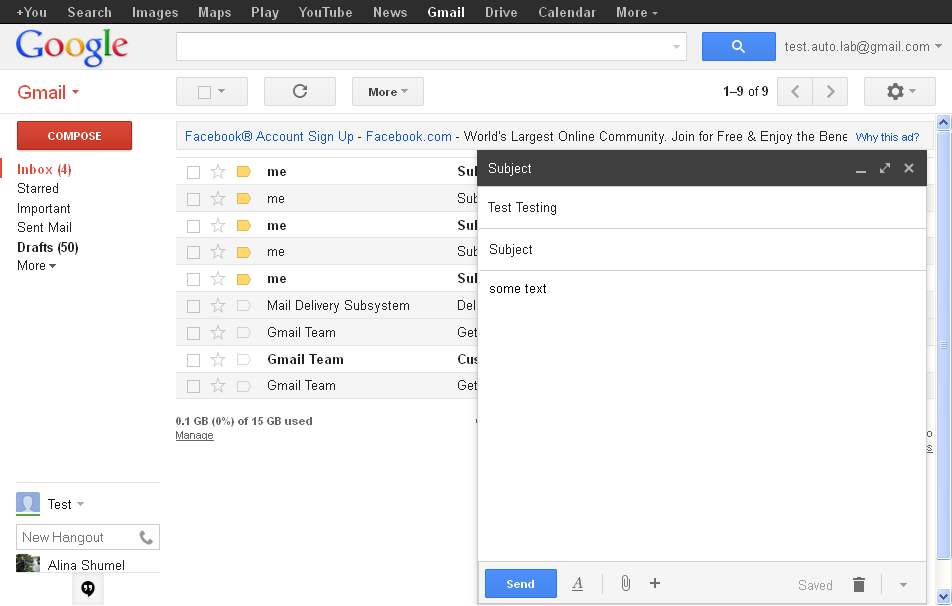 +You Search Images Maps Play YouTube News Gmail Drive Calendar More
Google
test.auto.lab@gmail.com
Gmail
More
1–9 of 9
COMPOSE
Facebook® Account Sign Up - Facebook.com - World's Largest Online Community. Join for Free & Enjoy the Bene Why this ad?
Inbox (4)
Starred
Important
Sent Mail
Drafts (50)
More
me Sul
me Sub
me Sul
me Sub
me Sul
Mail Delivery Subsystem Del
Gmail Team Get
Gmail Team Cus
Gmail Team Get
0.1 GB (0%) of 15 GB used
Manage
Subject
Test Testing
Subject
some text
Send A Saved
Test
New Hangout
Alina Shumel